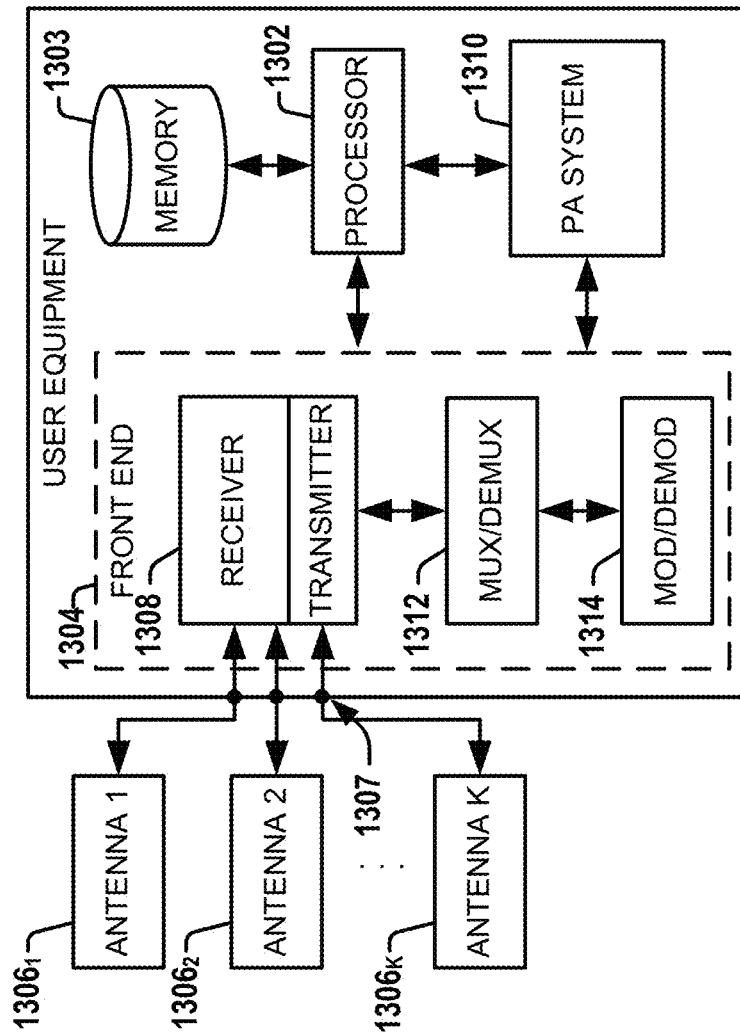 USER EQUIPMENT
1304
FRONT END
1308
RECEIVER
TRANSMITTER
1312
MUX/DEMUX
1314
MOD/DEMOD
MEMORY
1303
PROCESSOR
1302
PA SYSTEM
1310
1306₁
ANTENNA 1
1306₂
ANTENNA 2
. . .
1306K
ANTENNA K
1307